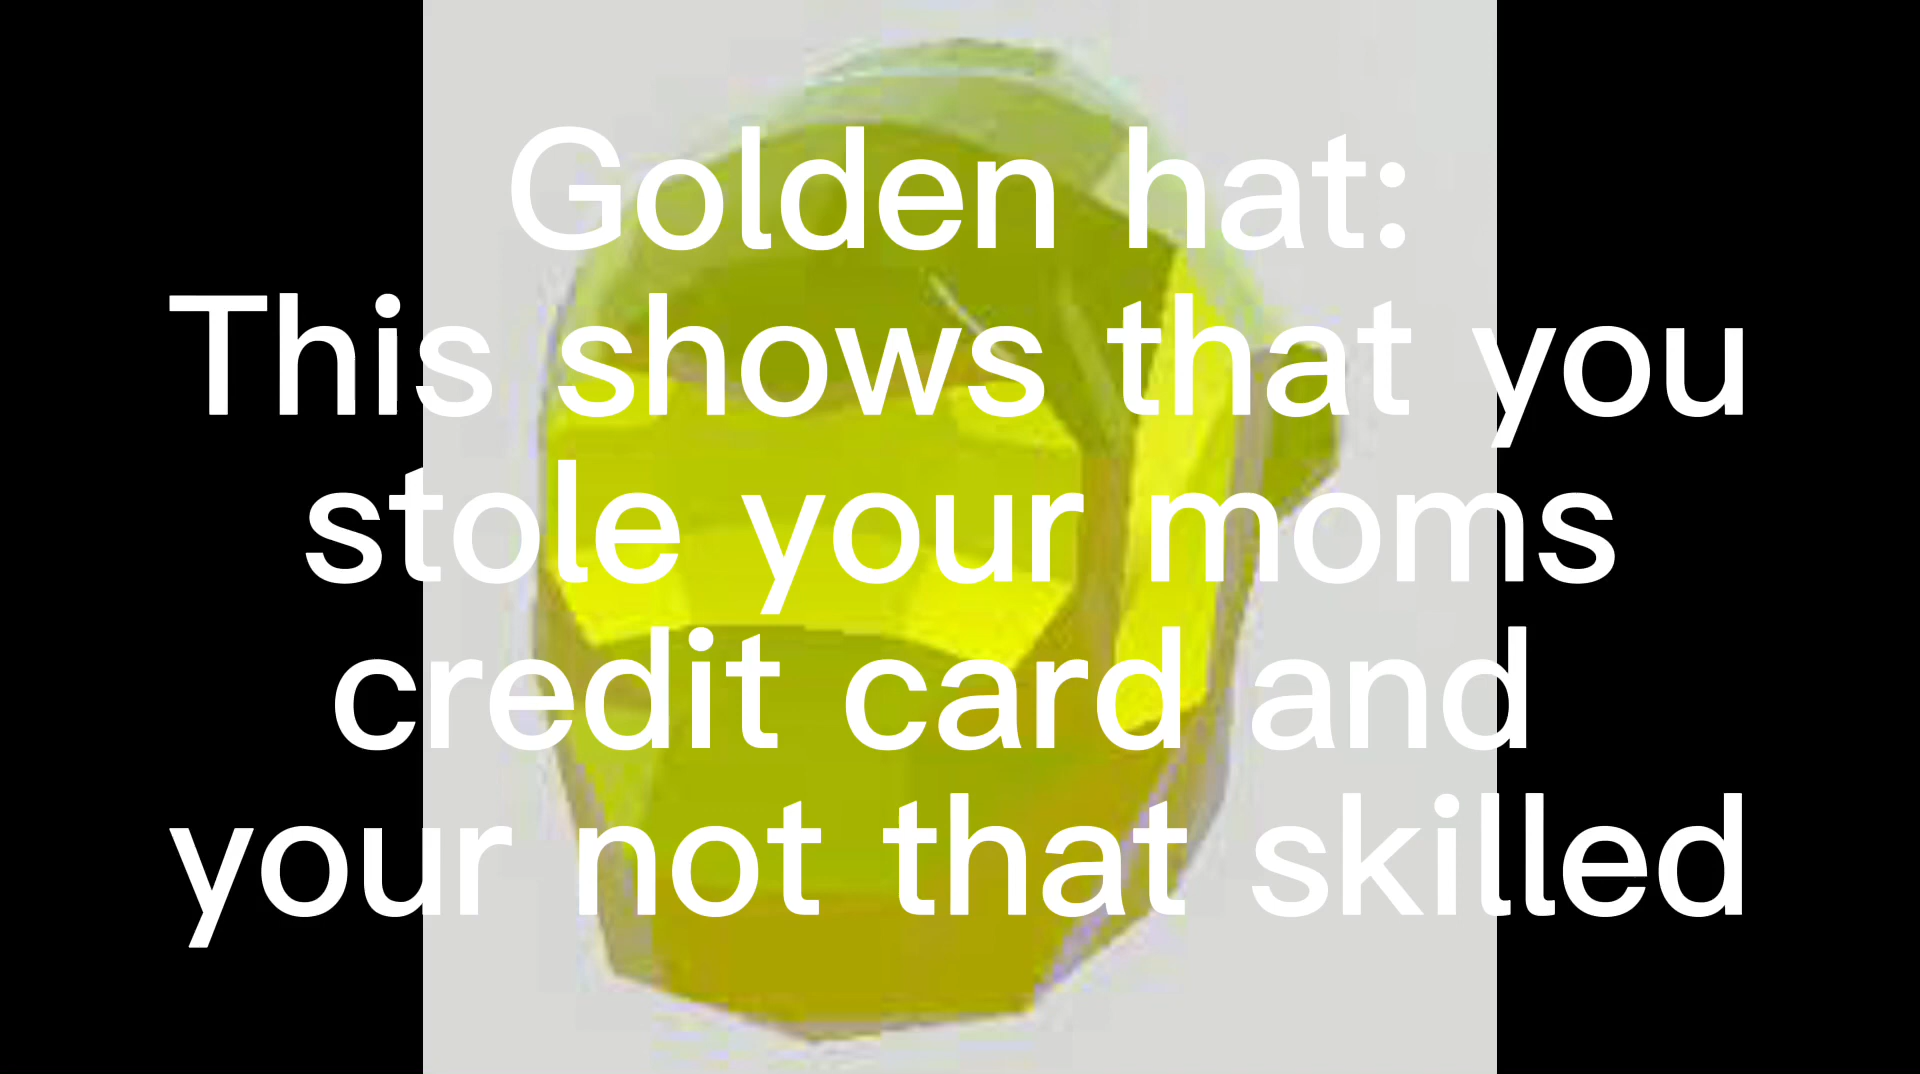 Golden hat:
This shows that you
stole your moms
credit card and
your not that skilled